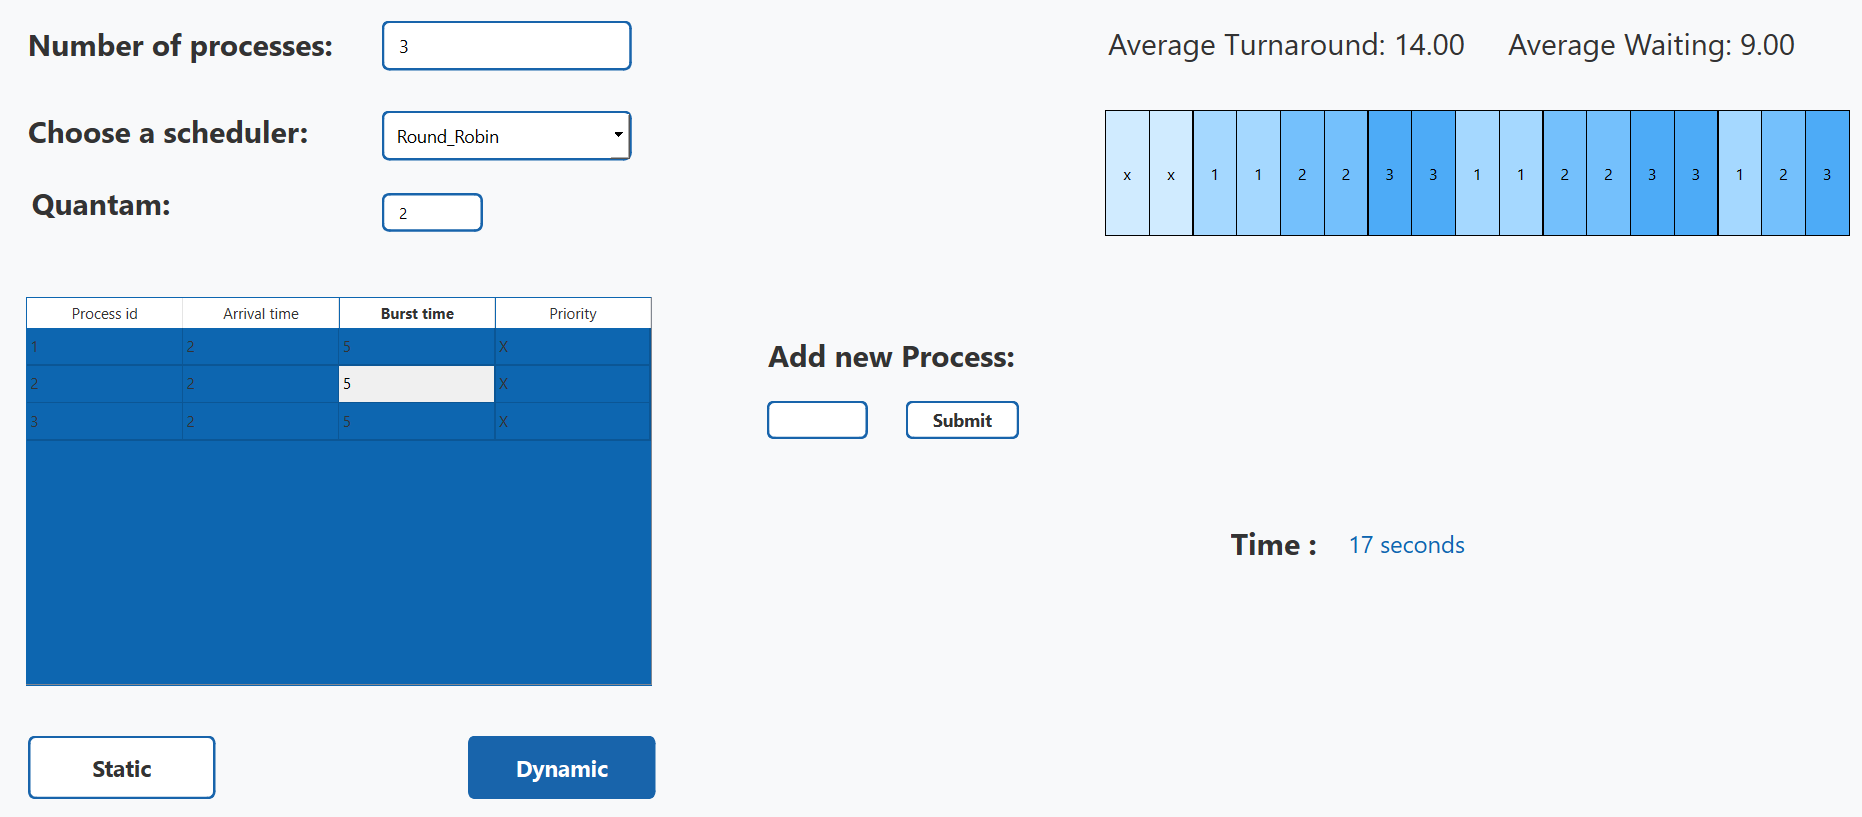 Number of processes: 3
Choose a scheduler: Round_Robin
Quantam: 2
Average Turnaround: 14.00 Average Waiting: 9.00
x x 1 1 2 2 3 3 1 1 2 2 3 3 1 2 3
Process id Arrival time Burst time Priority
1 2 5 X
2 2 5 X
3 2 5 X
Add new Process:
Submit
Time : 17 seconds
Static Dynamic